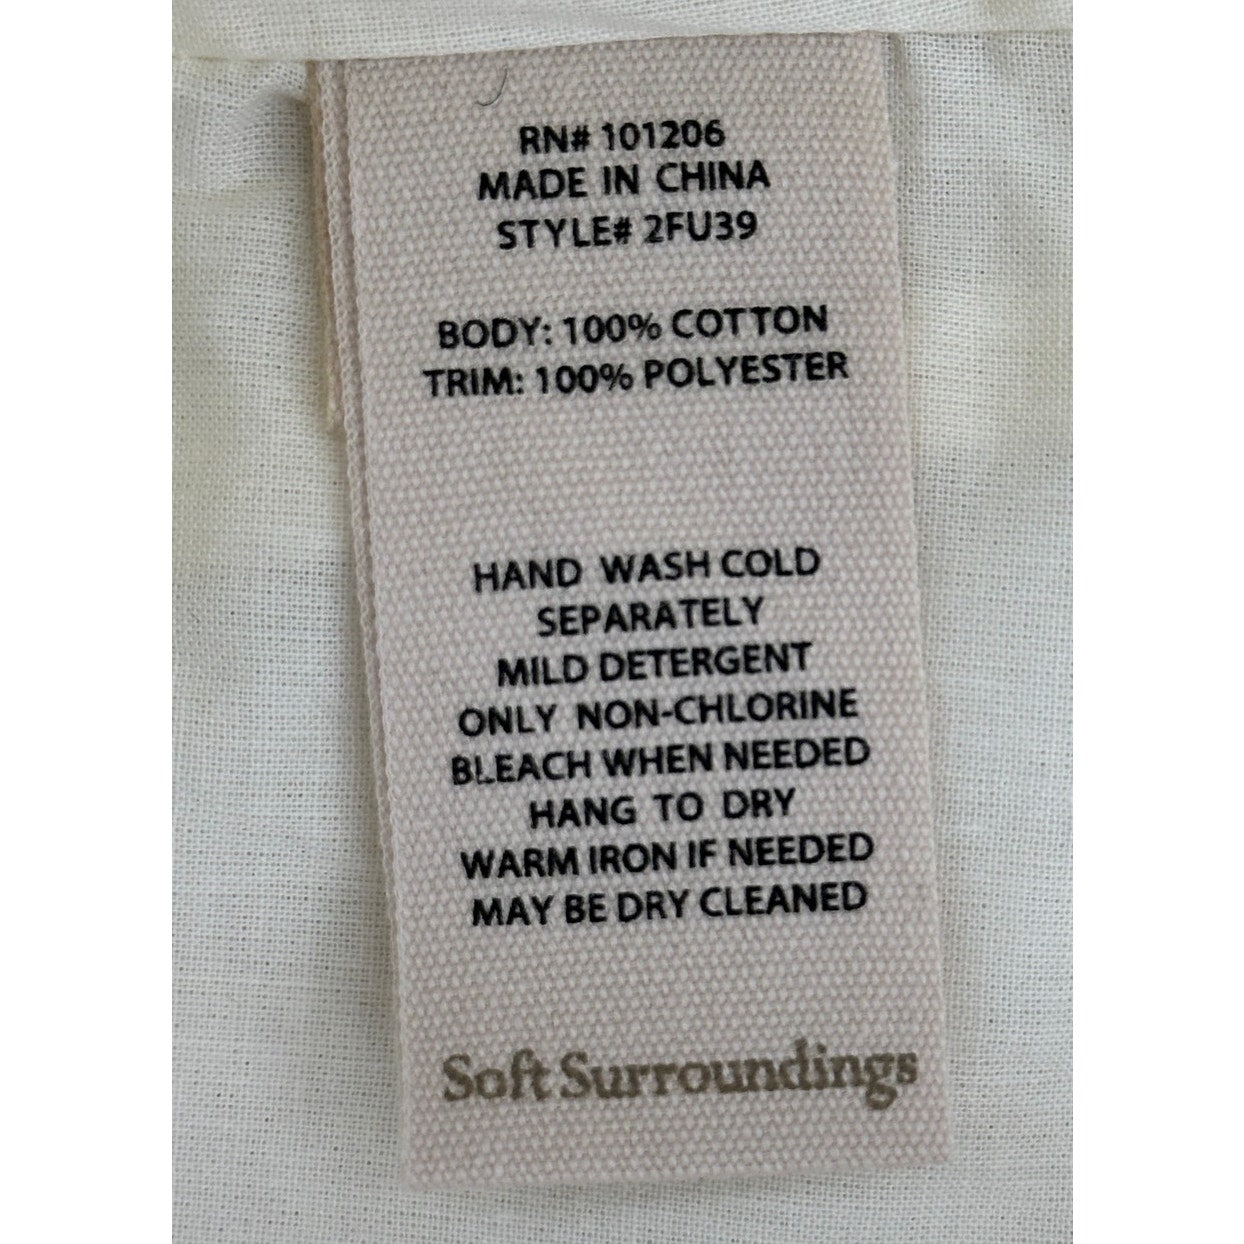 RN# 101206
MADE IN CHINA
STYLE# 2FU39
BODY: 100% COTTON
TRIM: 100% POLYESTER
HAND WASH COLD
SEPARATELY
MILD DETERGENT
ONLY NON-CHLORINE
BLEACH WHEN NEEDED
HANG TO DRY
WARM IRON IF NEEDED
MAY BE DRY CLEANED
Soft Surroundings